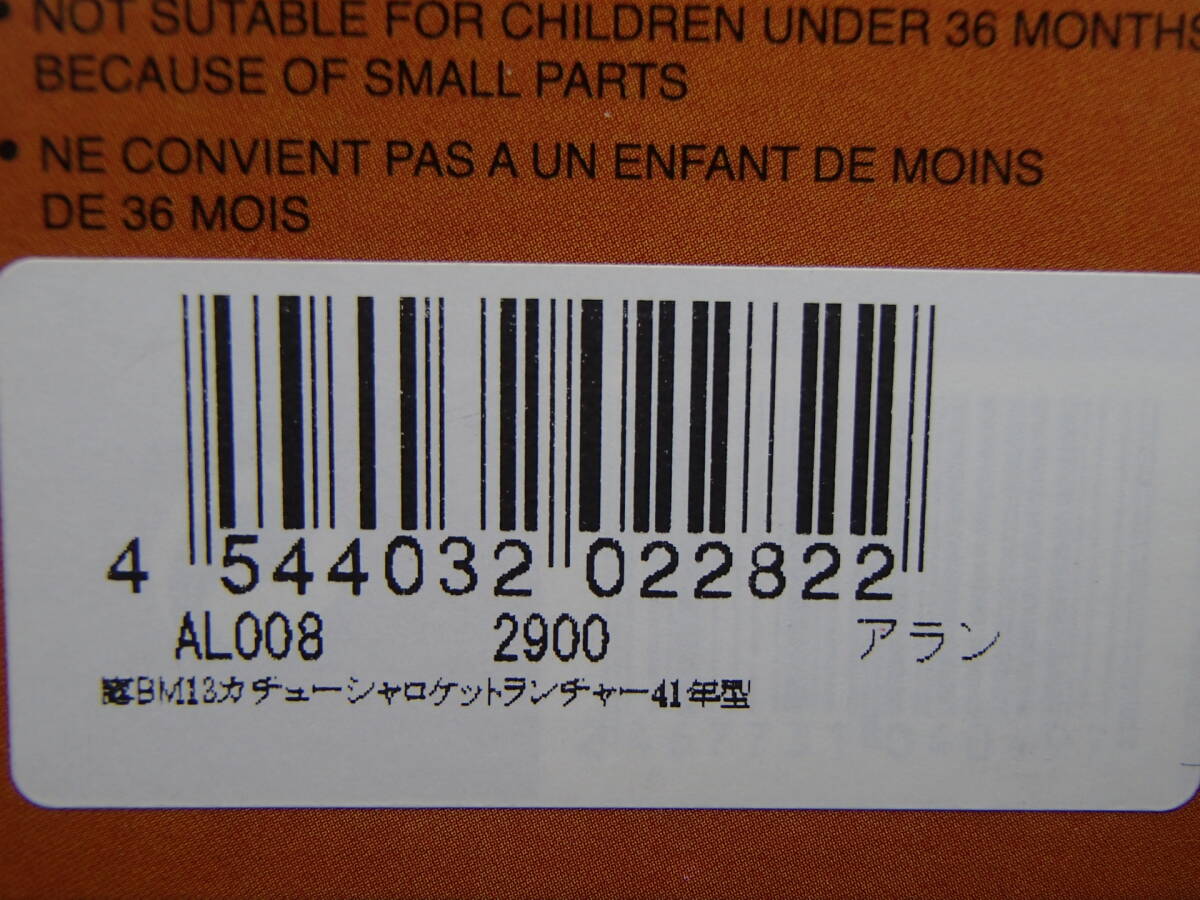 • NOT SUTABLE FOR CHILDREN UNDER 36 MONTHS
BECAUSE OF SMALL PARTS
• NE CONVIENT PAS A UN ENFANT DE MOINS
DE 36 MOIS
4 544032 022822
AL008 2900 アラン
BM13カチューシャロケットランチャー41年型